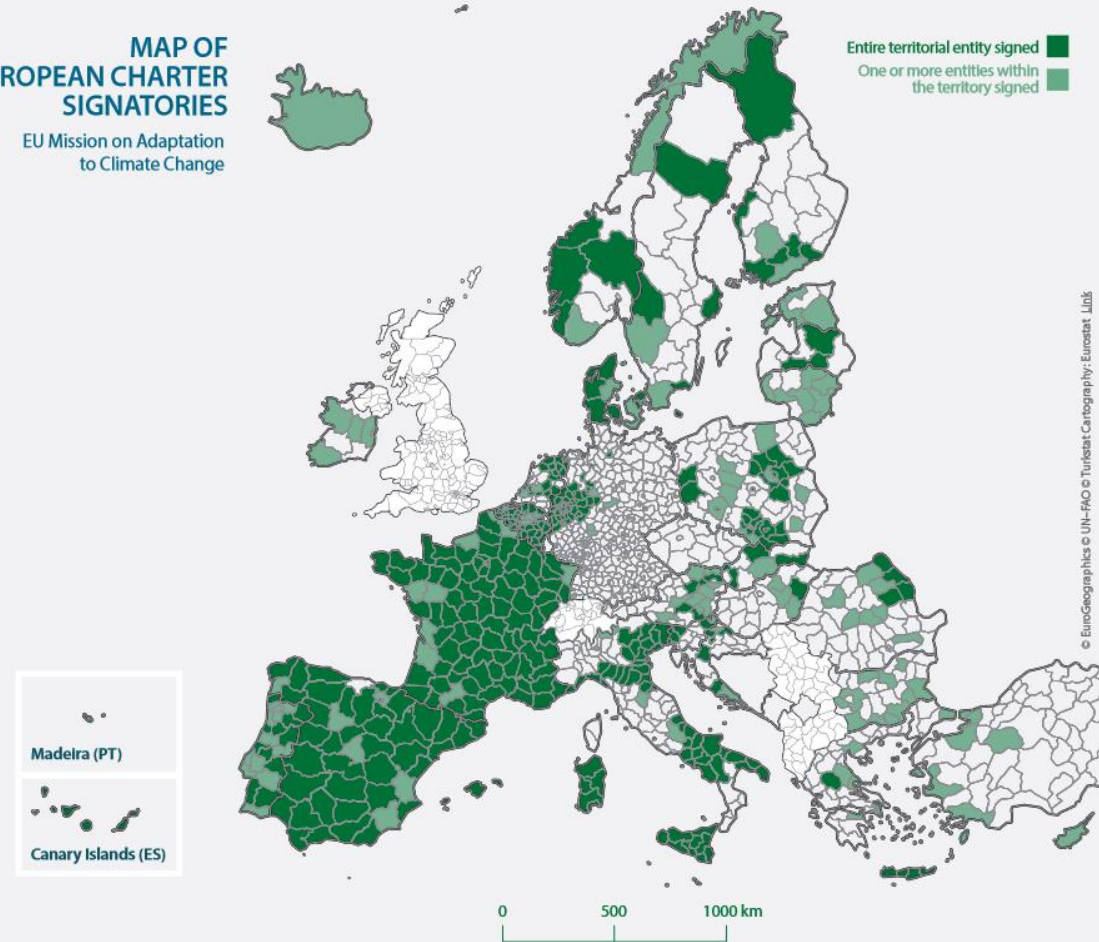 MAP OF
ROPEAN CHARTER
SIGNATORIES
EU Mission on Adaptation
to Climate Change
Entire territorial entity signed
One or more entities within
the territory signed
© EuroGeographics © UN–FAO © Turkstat Cartography: Eurostat Link
Madeira (PT)
Canary Islands (ES)
0 500 1000 km